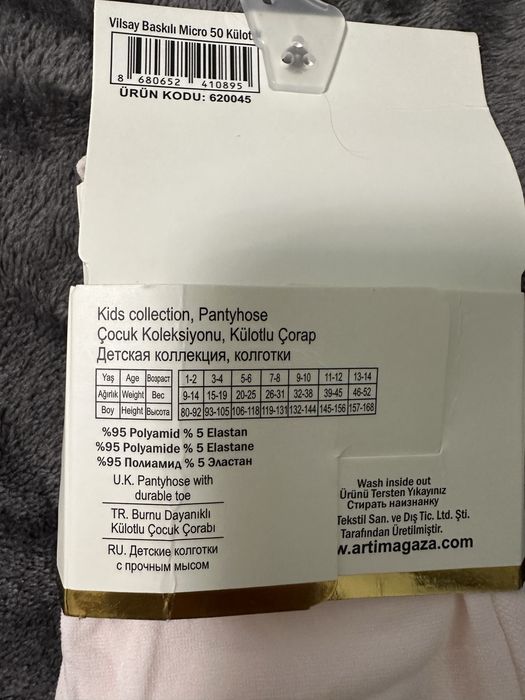 Vilsay Baskılı Micro 50 Külot
8 680652 410895
ÜRÜN KODU: 620045
Kids collection, Pantyhose
Çocuk Koleksiyonu, Külotlu Çorap
Детская коллекция, колготки
Yaş Age Возраст 1-2 3-4 5-6 7-8 9-10 11-12 13-14
Ağırlık Weight Вес 9-14 15-19 20-25 26-31 32-38 39-45 46-52
Boy Height Высота 80-92 93-105 106-118 119-131 132-144 145-156 157-168
%95 Polyamid % 5 Elastan
%95 Polyamide % 5 Elastane
%95 Полиамид % 5 Эластан
U.K. Pantyhose with
durable toe
TR. Burnu Dayanıklı
Külotlu Çocuk Çorabı
RU. Детские колготки
с прочным мысом
Wash inside out
Ürünü Tersten Yıkayınız
Стирать наизнанку
Tekstil San. ve Dış Tic. Ltd. Şti.
Tarafından Üretilmiştir.
w.artimagaza.com